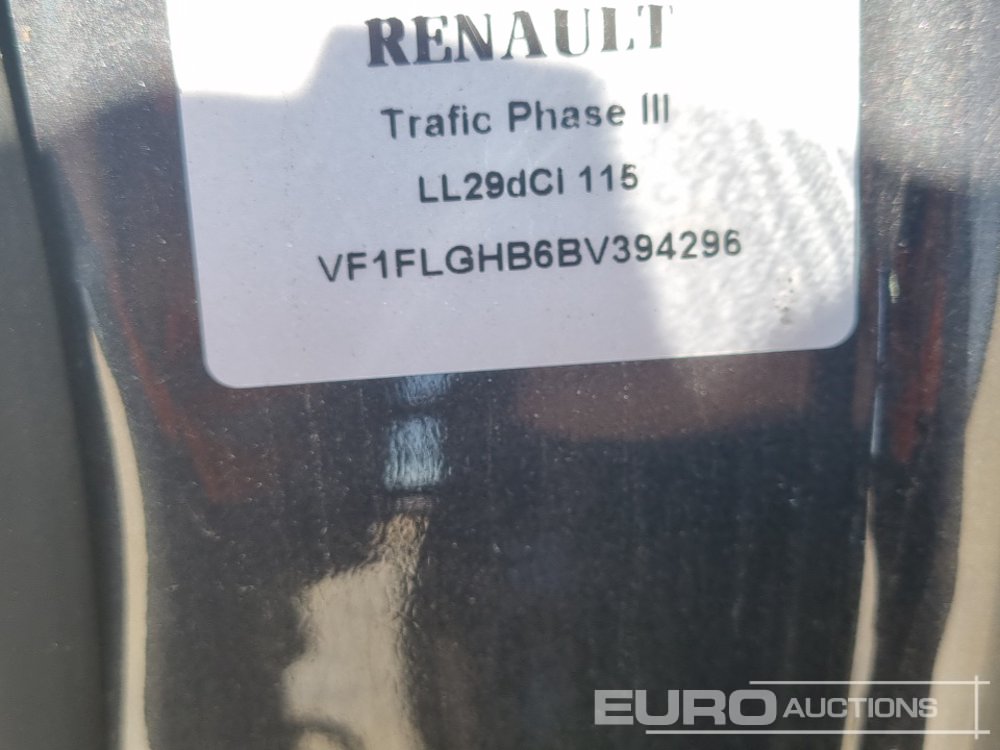 RENAULT
Trafic Phase III
LL29dCI 115
VF1FLGHB6BV394296
EURO AUCTIONS